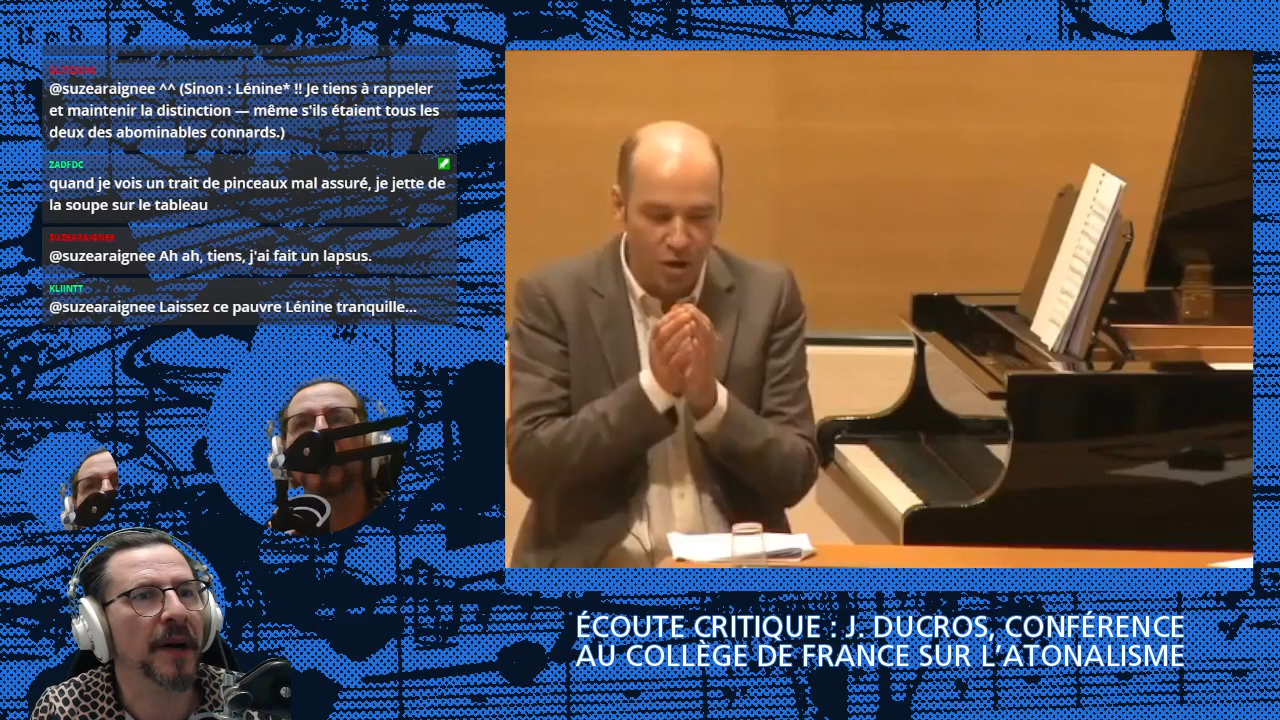 @suzearaignee ^^ (Sinon : Lénine* !! Je tiens à rappeler
et maintenir la distinction — même s'ils étaient tous les
deux des abominables connards.)
ZADFDC
quand je vois un trait de pinceaux mal assuré, je jette de
la soupe sur le tableau
SUZEARAIGNEE
@suzearaignee Ah ah, tiens, j'ai fait un lapsus.
KLIINTT
@suzearaignee Laissez ce pauvre Lénine tranquille...
ÉCOUTE CRITIQUE : J. DUCROS, CONFÉRENCE
AU COLLÈGE DE FRANCE SUR L'ATONALISME